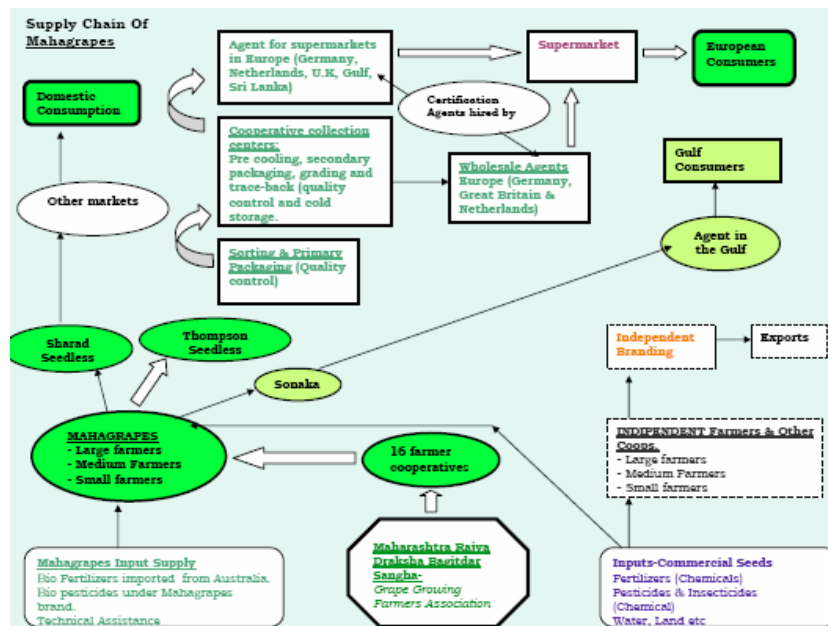 Supply Chain Of
Mahagrapes
Agent for supermarkets
in Europe (Germany,
Netherlands, U.K, Gulf,
Sri Lanka)
Supermarket
European
Consumers
Domestic
Consumption
Certification
Agents hired by
Cooperative collection
centers:
Pre cooling, secondary
packaging, grading and
trace-back (quality
control and cold
storage.
Wholesale Agents
Europe (Germany,
Great Britain &
Netherlands)
Gulf
Consumers
Other markets
Agent in
the Gulf
Sorting & Primary
Packaging (Quality
control)
Sharad
Seedless
Thompson
Seedless
Sonaka
Independent
Branding
Exports
MAHAGRAPES
- Large farmers
- Medium Farmers
- Small farmers
16 farmer
cooperatives
INDIPENDENT Farmers & Other
Coops.
- Large farmers
- Medium Farmers
- Small farmers
Mahagrapes Input Supply
Bio Fertilizers imported from Australia.
Bio pesticides under Mahagrapes
brand.
Technical Assistance
Maharashtra Rajya
Draksha Bagitdar
Sangha-
Grape Growing
Farmers Association
Inputs-Commercial Seeds
Fertilizers (Chemicals)
Pesticides & Insecticides
(Chemical)
Water, Land etc